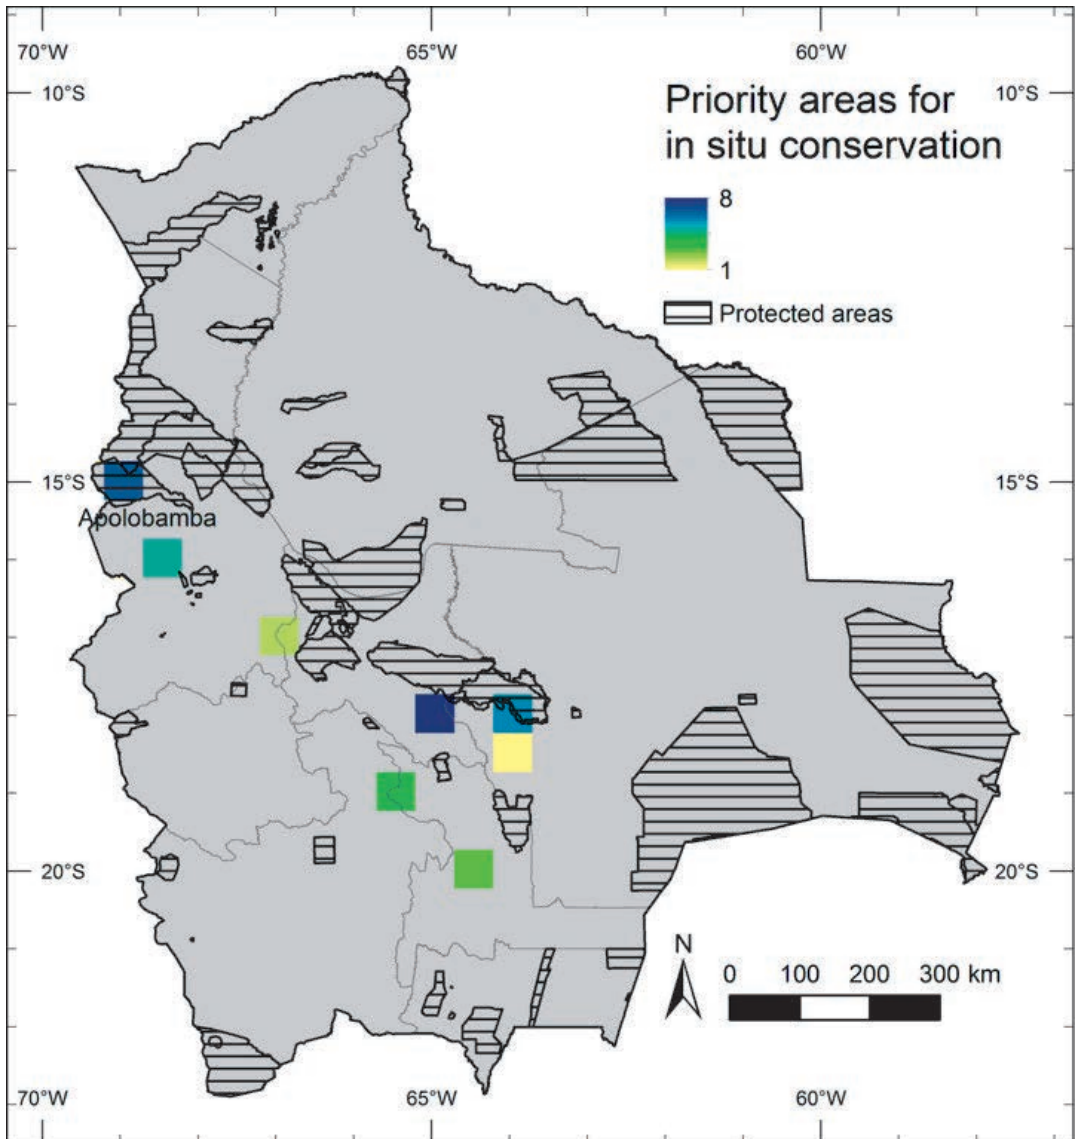 70°W 65°W 60°W
10°S 10°S
Priority areas for
in situ conservation
8
1
Protected areas
15°S 15°S
Apolobamba
20°S 20°S
N
0 100 200 300 km
70°W 65°W 60°W